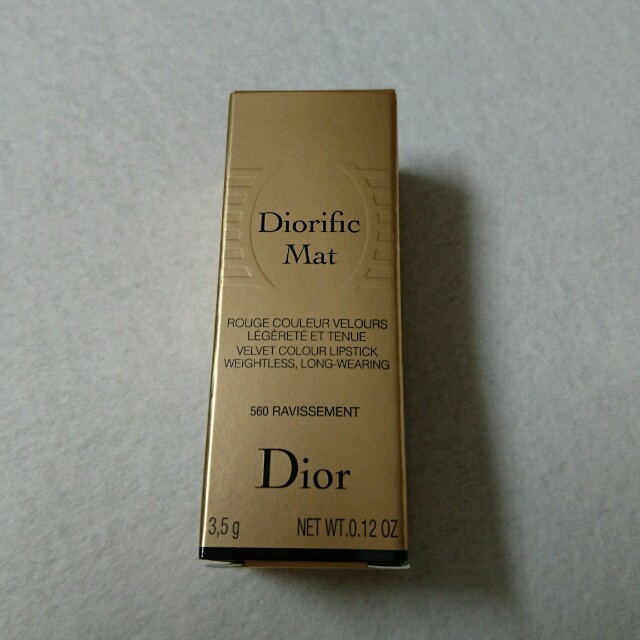 Diorific
Mat
ROUGE COULEUR VELOURS
LÉGÈRETÉ ET TENUE
VELVET COLOUR LIPSTICK
WEIGHTLESS, LONG-WEARING
560 RAVISSEMENT
Dior
3,5 g NET WT.0.12 OZ